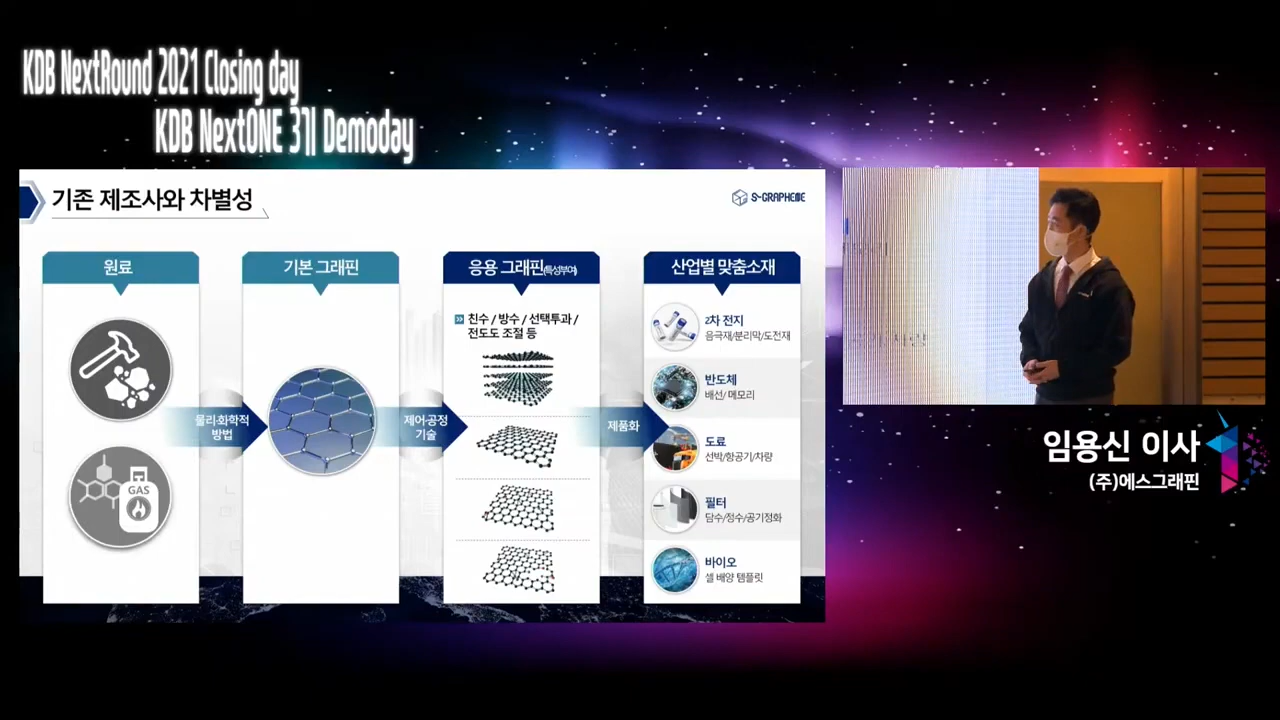 KDB NextRound 2021 Closing day
KDB NextONE 3기 Demoday
기존 제조사와 차별성
S-GRAPHENE
원료
기본 그래핀
응용 그래핀(특성부여)
산업별 맞춤소재
물리·화학적
방법
제어·공정
기술
제품화
GAS
친수 / 방수 / 선택투과 /
전도도 조절 등
2차 전지
음극재/분리막/도전재
반도체
배선/ 메모리
도료
선박/항공기/차량
필터
담수/정수/공기정화
바이오
셀 배양 템플릿
임용신 이사
(주)에스그래핀